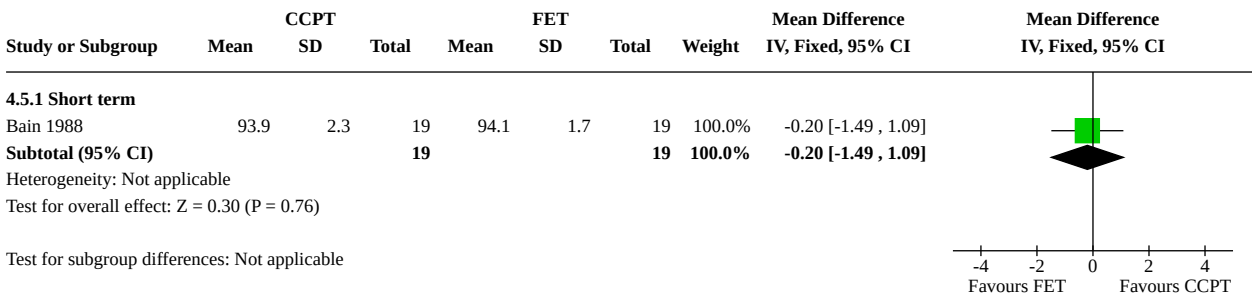 CCPT FET Mean Difference Mean Difference
Study or Subgroup Mean SD Total Mean SD Total Weight IV, Fixed, 95% CI IV, Fixed, 95% CI
4.5.1 Short term
Bain 1988 93.9 2.3 19 94.1 1.7 19 100.0% -0.20 [-1.49 , 1.09]
Subtotal (95% CI) 19 19 100.0% -0.20 [-1.49 , 1.09]
Heterogeneity: Not applicable
Test for overall effect: Z = 0.30 (P = 0.76)
Test for subgroup differences: Not applicable
-4 -2 0 2 4
Favours FET Favours CCPT